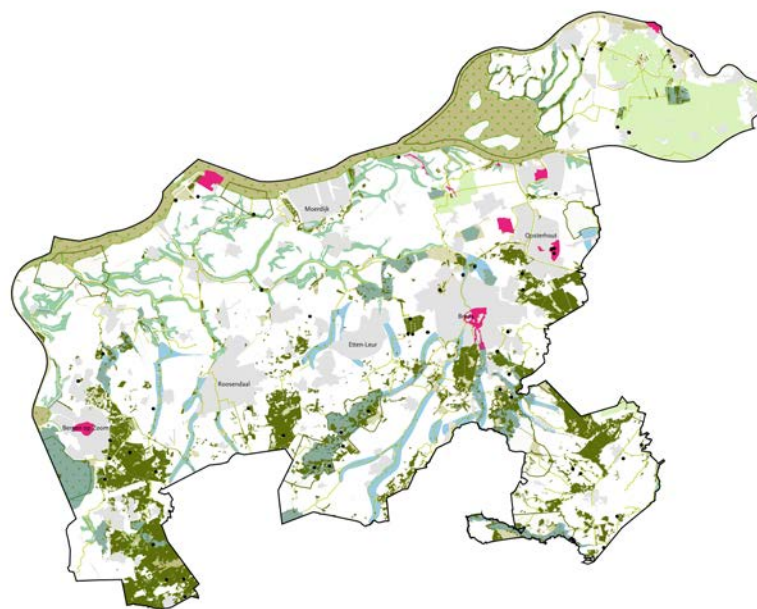 Moerdijk
Oosterhout
Breda
Etten-Leur
Roosendaal
Bergen op Zoom